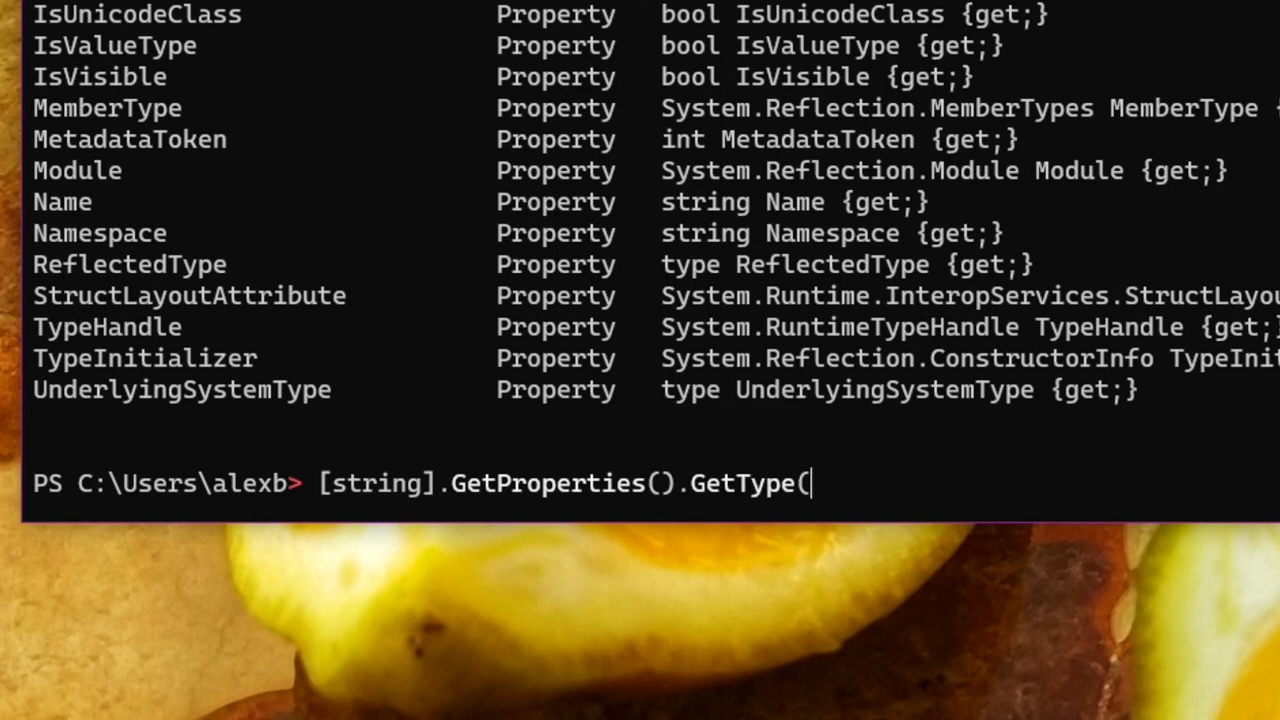 IsUnicodeClass Property bool IsUnicodeClass {get;}
IsValueType Property bool IsValueType {get;}
IsVisible Property bool IsVisible {get;}
MemberType Property System.Reflection.MemberTypes MemberType {
MetadataToken Property int MetadataToken {get;}
Module Property System.Reflection.Module Module {get;}
Name Property string Name {get;}
Namespace Property string Namespace {get;}
ReflectedType Property type ReflectedType {get;}
StructLayoutAttribute Property System.Runtime.InteropServices.StructLayou
TypeHandle Property System.RuntimeTypeHandle TypeHandle {get;}
TypeInitializer Property System.Reflection.ConstructorInfo TypeInit
UnderlyingSystemType Property type UnderlyingSystemType {get;}
PS C:\Users\alexb> [string].GetProperties().GetType(